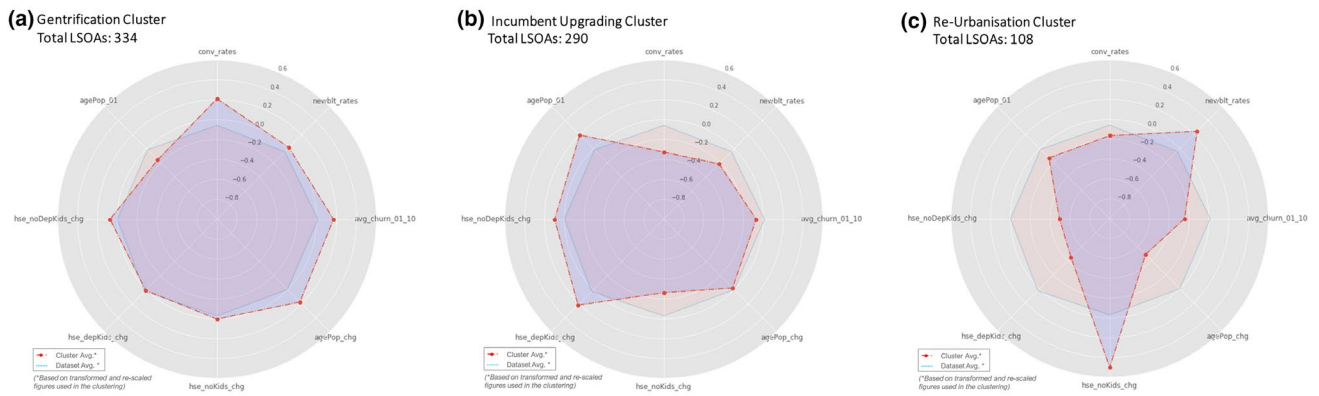 (a) Gentrification Cluster
Total LSOAs: 334
conv_rates
newblt_rates
avg_churn_01_10
agePop_chg
hse_noKids_chg
hse_depKids_chg
hse_noDepKids_chg
agePop_01
0.6
0.4
0.2
0.0
−0.2
−0.4
−0.6
−0.8
Cluster Avg.*
Dataset Avg. *
(*Based on transformed and re-scaled
figures used in the clustering)
(b) Incumbent Upgrading Cluster
Total LSOAs: 290
conv_rates
newblt_rates
avg_churn_01_10
agePop_chg
hse_noKids_chg
hse_depKids_chg
hse_noDepKids_chg
agePop_01
0.6
0.4
0.2
0.0
−0.2
−0.4
−0.6
−0.8
Cluster Avg.*
Dataset Avg. *
(*Based on transformed and re-scaled
figures used in the clustering)
(c) Re-Urbanisation Cluster
Total LSOAs: 108
conv_rates
newblt_rates
avg_churn_01_10
agePop_chg
hse_noKids_chg
hse_depKids_chg
hse_noDepKids_chg
agePop_01
0.6
0.4
0.2
0.0
−0.2
−0.4
−0.6
−0.8
Cluster Avg.*
Dataset Avg. *
(*Based on transformed and re-scaled
figures used in the clustering)